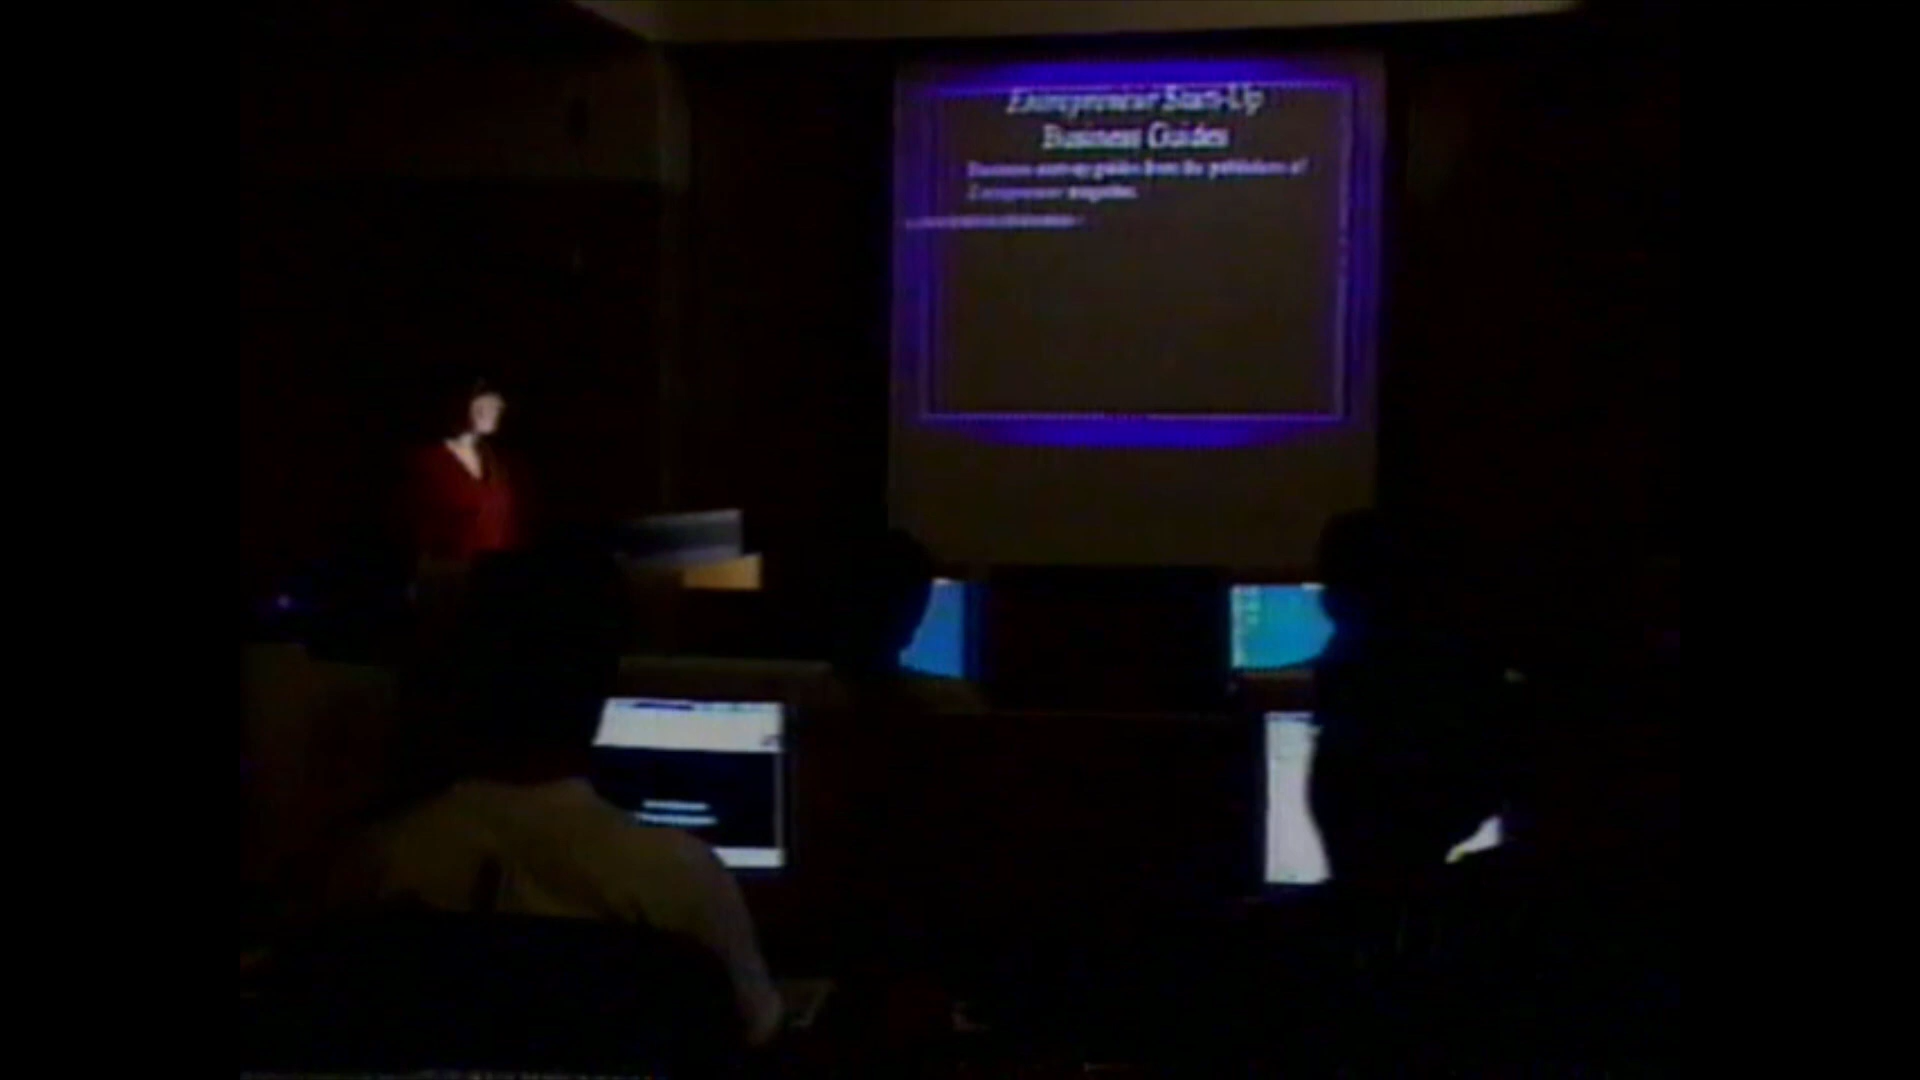 Entrepreneur Start-Up
Business Guides
Business start-up guides from the publishers of
Entrepreneur magazine.